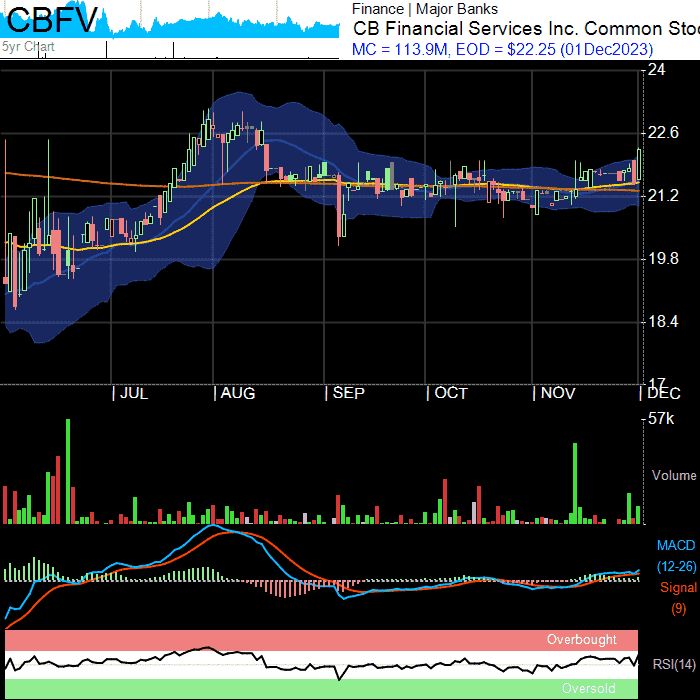 CBFV
5yr Chart
Finance | Major Banks
CB Financial Services Inc. Common Stoc
MC = 113.9M, EOD = $22.25 (01Dec2023)
24
22.6
21.2
19.8
18.4
17
JUL
AUG
SEP
OCT
NOV
DEC
57k
Volume
MACD
(12-26)
Signal
(9)
Overbought
RSI(14)
Oversold